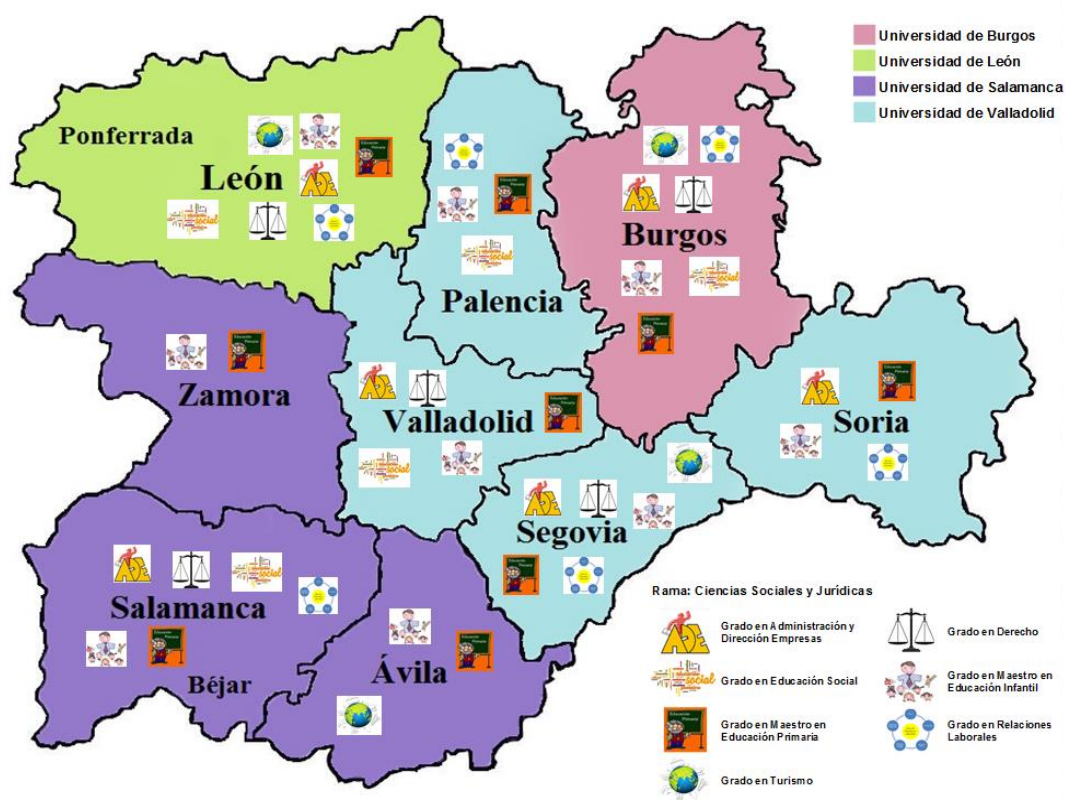 Universidad de Burgos
Universidad de León
Universidad de Salamanca
Universidad de Valladolid
Ponferrada
León
Palencia
Burgos
Zamora
Valladolid
Soria
Segovia
Salamanca
Béjar
Ávila
Rama: Ciencias Sociales y Jurídicas
Grado en Administración y
Dirección Empresas
Grado en Derecho
Grado en Educación Social
Grado en Maestro en
Educación Infantil
Grado en Maestro en
Educación Primaria
Grado en Relaciones
Laborales
Grado en Turismo